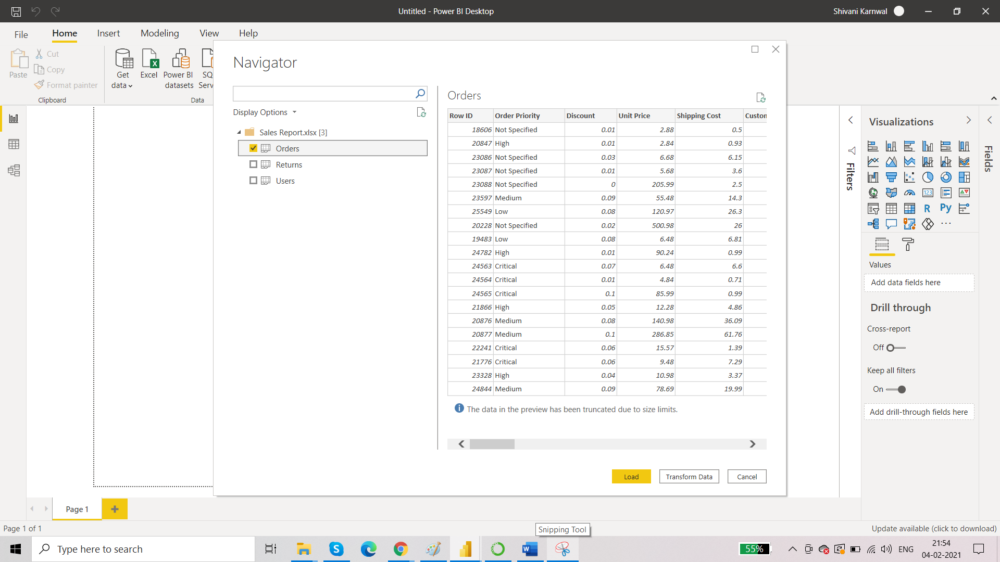 Untitled - Power BI Desktop
Shivani Karnwal
File
Home
Insert
Modeling
View
Help
Paste
Cut
Copy
Format painter
Clipboard
Get data
Excel
Power BI datasets
SQ
Serv
Data
Navigator
Display Options
Sales Report.xlsx [3]
Orders
Returns
Users
Orders
Row ID Order Priority Discount Unit Price Shipping Cost Custon
18606 Not Specified 0.01 2.88 0.5
20847 High 0.01 2.84 0.93
23086 Not Specified 0.03 6.68 6.15
23087 Not Specified 0.01 5.68 3.6
23088 Not Specified 0 205.99 2.5
23597 Medium 0.09 55.48 14.3
25549 Low 0.08 120.97 26.3
20228 Not Specified 0.02 500.98 26
19483 Low 0.08 6.48 6.81
24782 High 0.01 90.24 0.99
24563 Critical 0.07 6.48 6.6
24564 Critical 0.01 4.84 0.71
24565 Critical 0.1 85.99 0.99
21866 High 0.05 12.28 4.86
20876 Medium 0.08 140.98 36.09
20877 Medium 0.1 286.85 61.76
22241 Critical 0.06 15.57 1.39
21776 Critical 0.06 9.48 7.29
23328 High 0.04 10.98 3.37
24844 Medium 0.09 78.69 19.99
The data in the preview has been truncated due to size limits.
Load
Transform Data
Cancel
Filters
Visualizations
Fields
123
R
Py
Values
Add data fields here
Drill through
Cross-report
Off
Keep all filters
On
Add drill-through fields here
Page 1
Page 1 of 1
Update available (click to download)
Snipping Tool
Type here to search
55%
ENG
21:54
04-02-2021